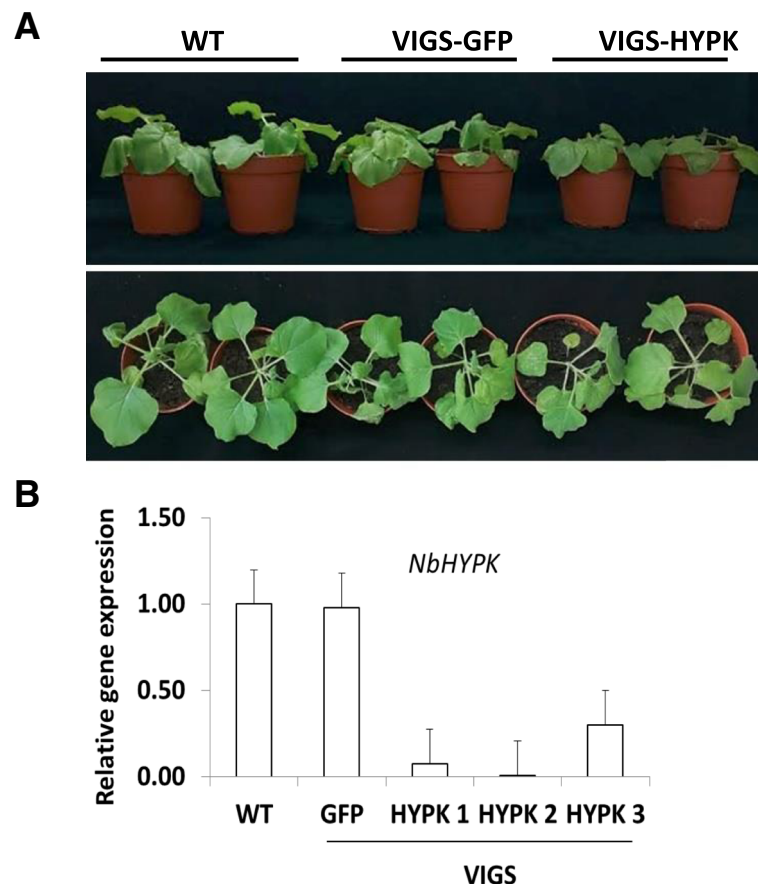 A
WT VIGS-GFP VIGS-HYPK
B
Relative gene expression
1.50
1.00
0.50
0.00
NbHYPK
WT GFP HYPK 1 HYPK 2 HYPK 3
VIGS